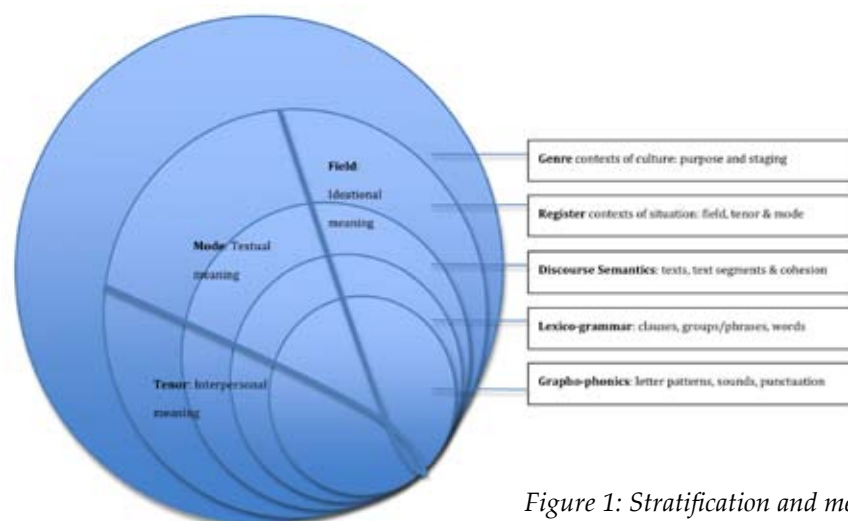 Field:
Ideational
meaning
Mode: Textual
meaning
Tenor: Interpersonal
meaning
Genre contexts of culture: purpose and staging
Register contexts of situation: field, tenor & mode
Discourse Semantics: texts, text segments & cohesion
Lexico-grammar: clauses, groups/phrases, words
Grapho-phonics: letter patterns, sounds, punctuation
Figure 1: Stratification and